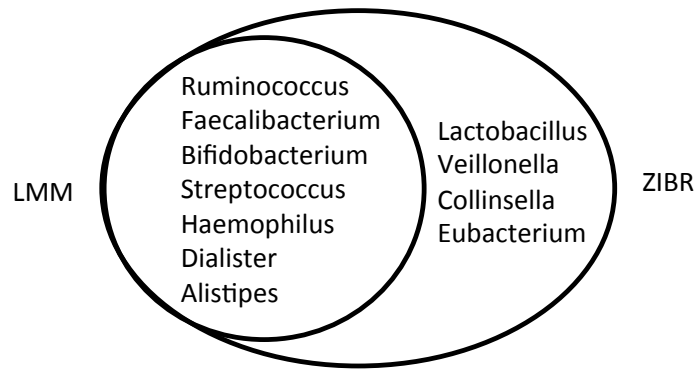 LMM
Ruminococcus
Faecalibacterium
Bifidobacterium
Streptococcus
Haemophilus
Dialister
Alistipes
Lactobacillus
Veillonella
Collinsella
Eubacterium
ZIBR